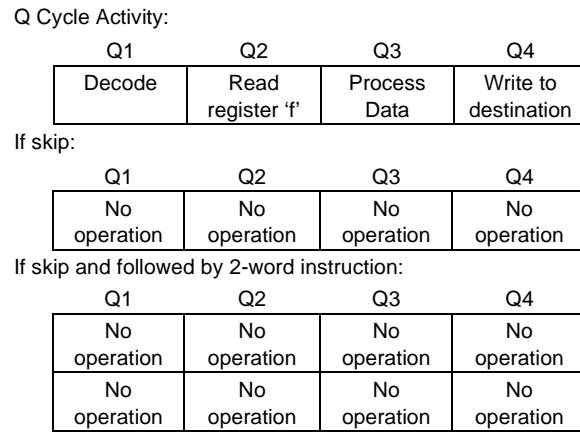 Q Cycle Activity:
Q1 Q2 Q3 Q4
Decode Read Process Write to
register ‘f’ Data destination
If skip:
Q1 Q2 Q3 Q4
No No No No
operation operation operation operation
If skip and followed by 2-word instruction:
Q1 Q2 Q3 Q4
No No No No
operation operation operation operation
No No No No
operation operation operation operation